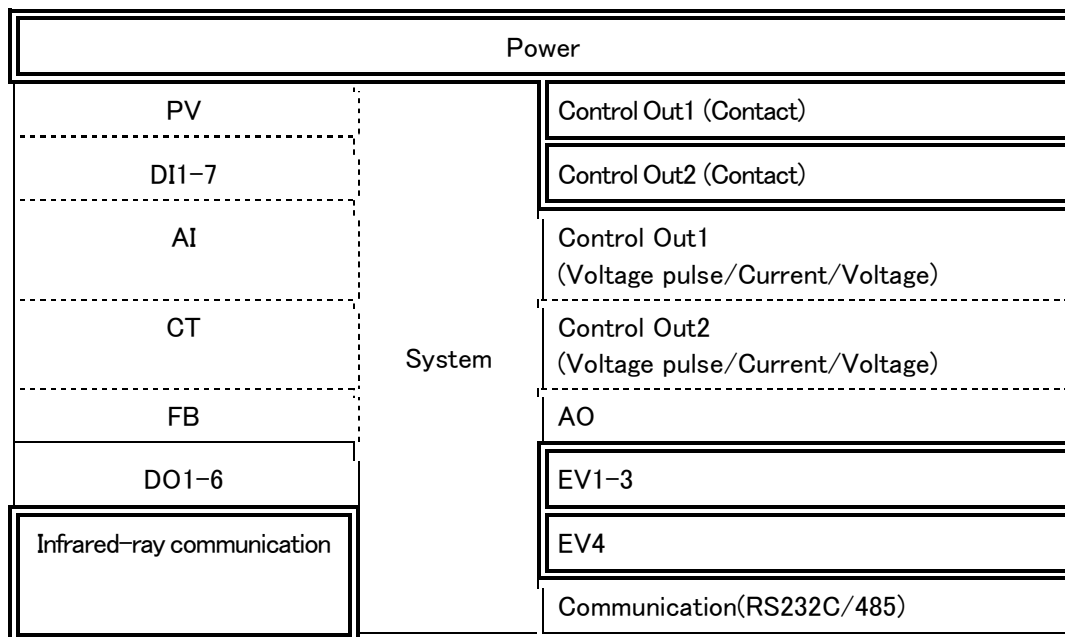 Power
PV
Control Out1 (Contact)
DI1-7
Control Out2 (Contact)
AI
Control Out1
(Voltage pulse/Current/Voltage)
CT
Control Out2
(Voltage pulse/Current/Voltage)
System
FB
AO
DO1-6
EV1-3
Infrared-ray communication
EV4
Communication(RS232C/485)